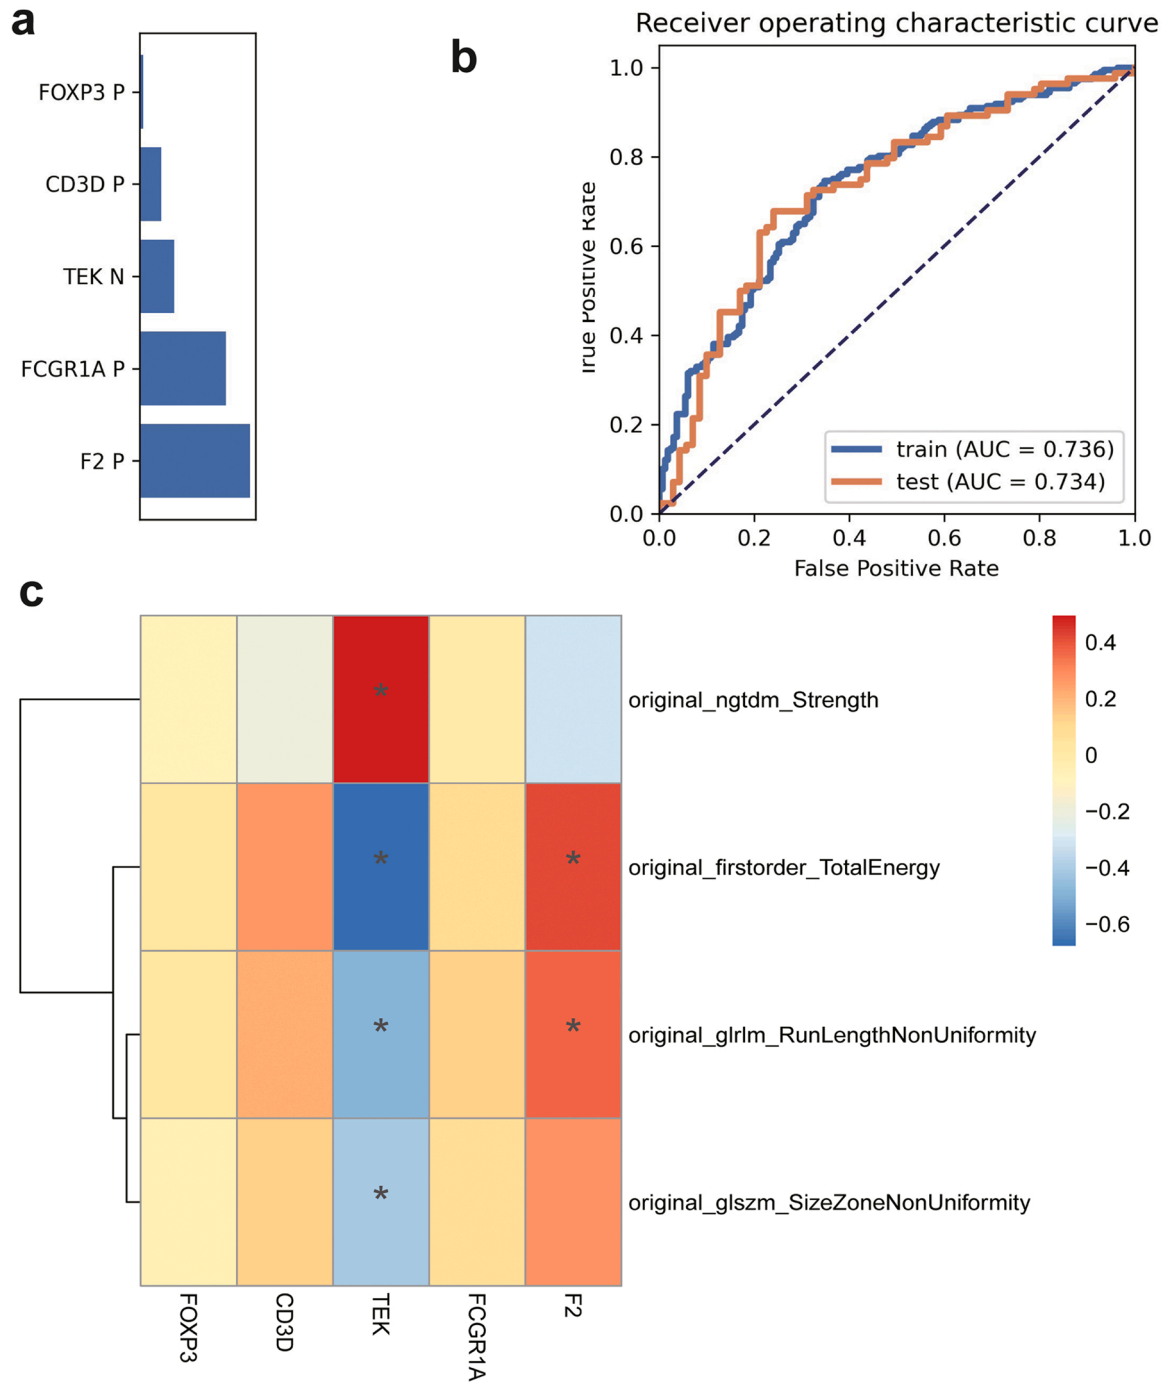 a
FOXP3 P
CD3D P
TEK N
FCGR1A P
F2 P
b
Receiver operating characteristic curve
True Positive Rate
1.0
0.8
0.6
0.4
0.2
0.0
0.0 0.2 0.4 0.6 0.8 1.0
False Positive Rate
train (AUC = 0.736)
test (AUC = 0.734)
c
*
* *
* *
*
original_ngtdm_Strength
original_firstorder_TotalEnergy
original_glrlm_RunLengthNonUniformity
original_glszm_SizeZoneNonUniformity
FOXP3
CD3D
TEK
FCGR1A
F2
0.4
0.2
0
−0.2
−0.4
−0.6